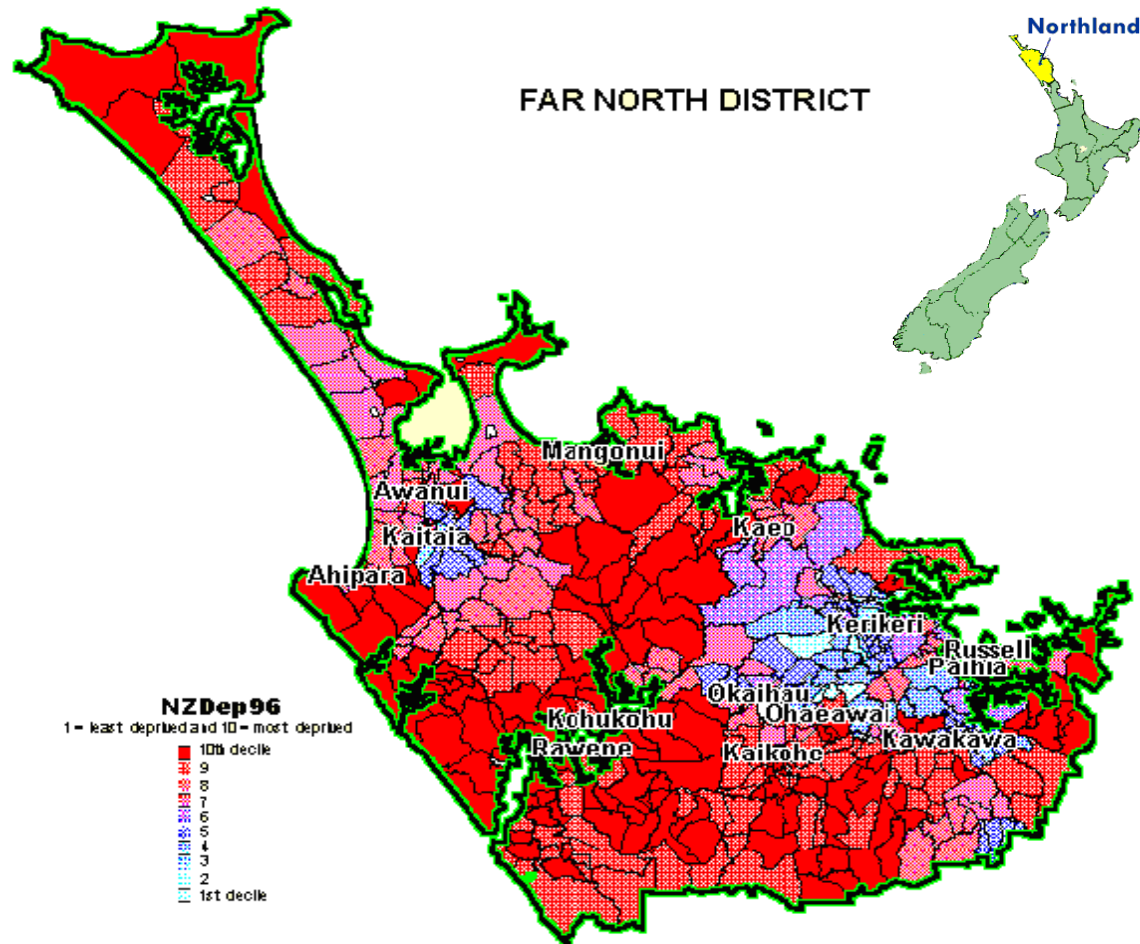 Northland
FAR NORTH DISTRICT
Mangonui
Awanui
Kaeo
Kaitaia
Ahipara
Kerikeri
Russell
Paihia
Okaihau
Kohukohu
Ohaeawai
Rawene
Kaikohe
Kawakawa
NZDep96
1 = least deprived and 10 = most deprived
10th decile
9
8
7
6
5
4
3
2
1st decile